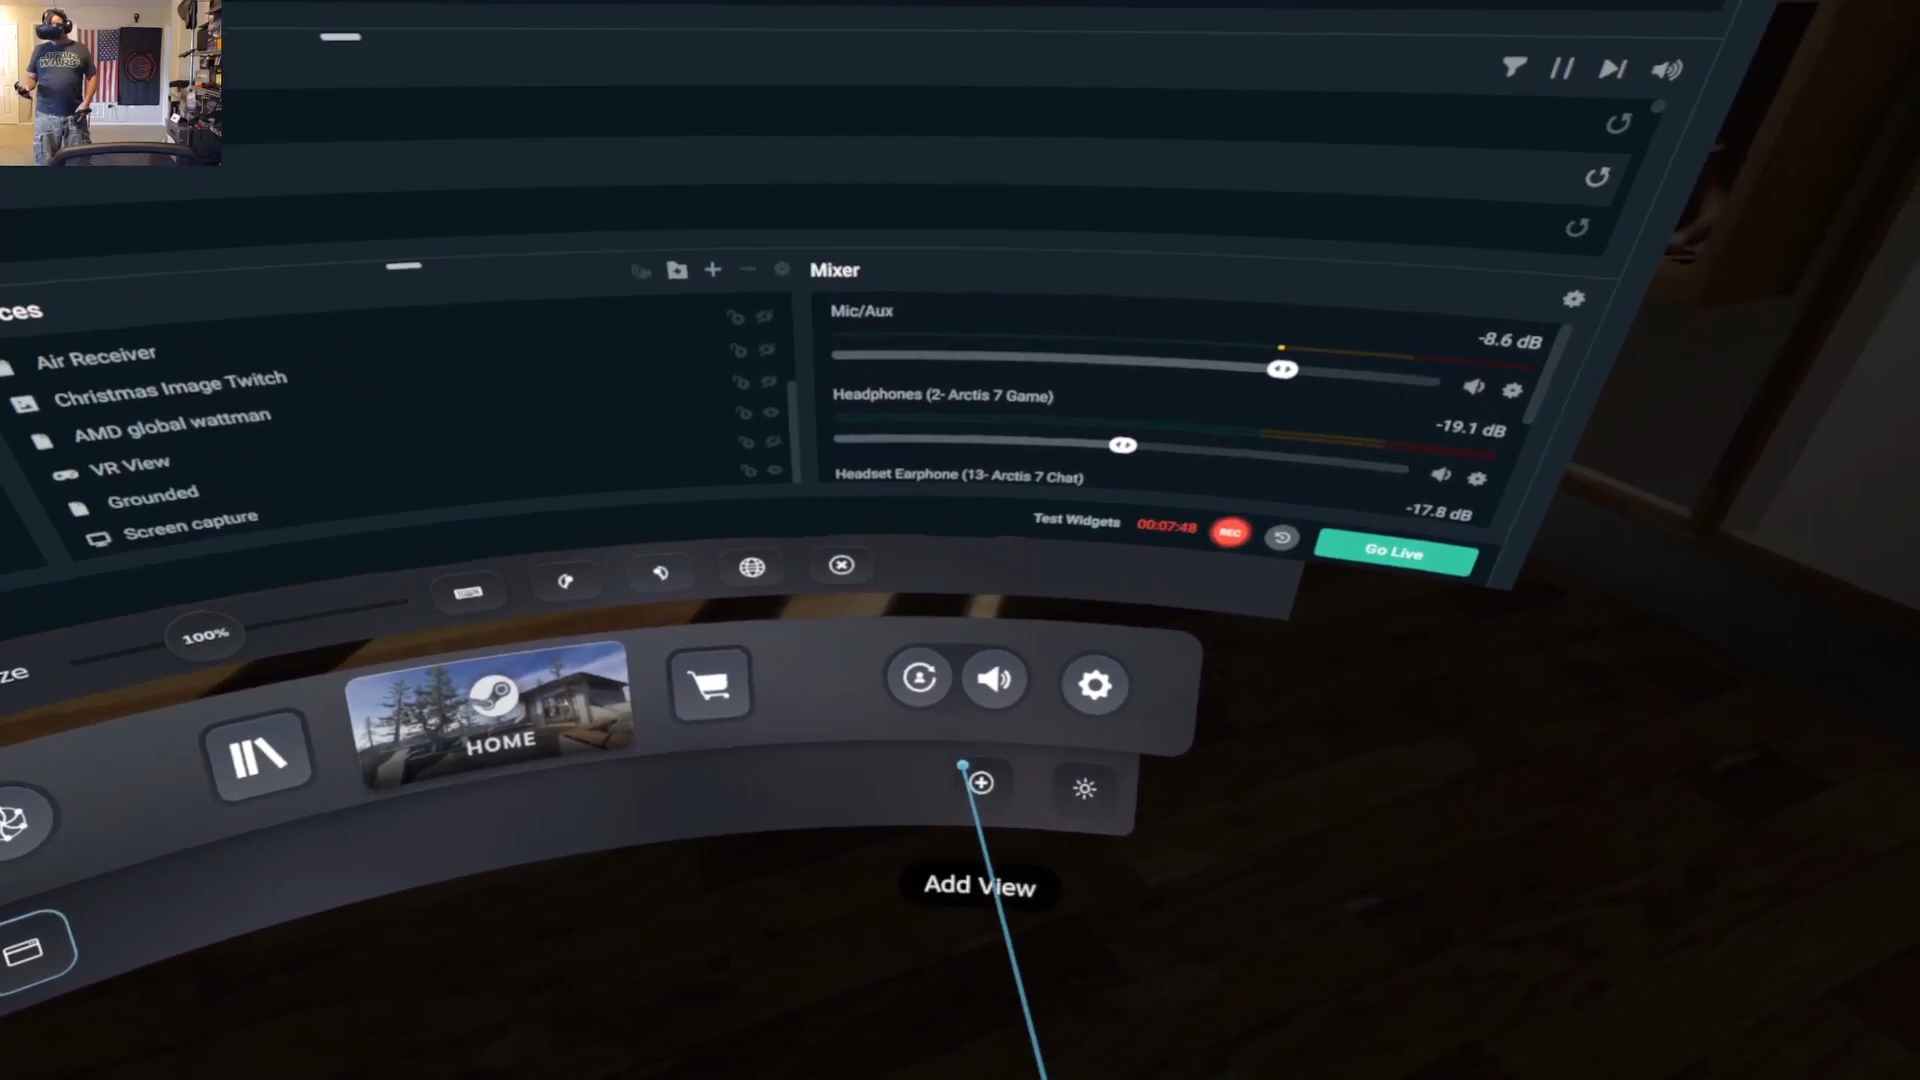 STAR
WARS
Mixer
ces
Mic/Aux
-8.6 dB
Air Receiver
Christmas Image Twitch
Headphones (2- Arctis 7 Game)
AMD global wattman
-19.1 dB
VR View
Headset Earphone (13- Arctis 7 Chat)
Grounded
-17.8 dB
Screen capture
Test Widgets
00:07:48
REC
Go Live
ze
100%
HOME
Add View